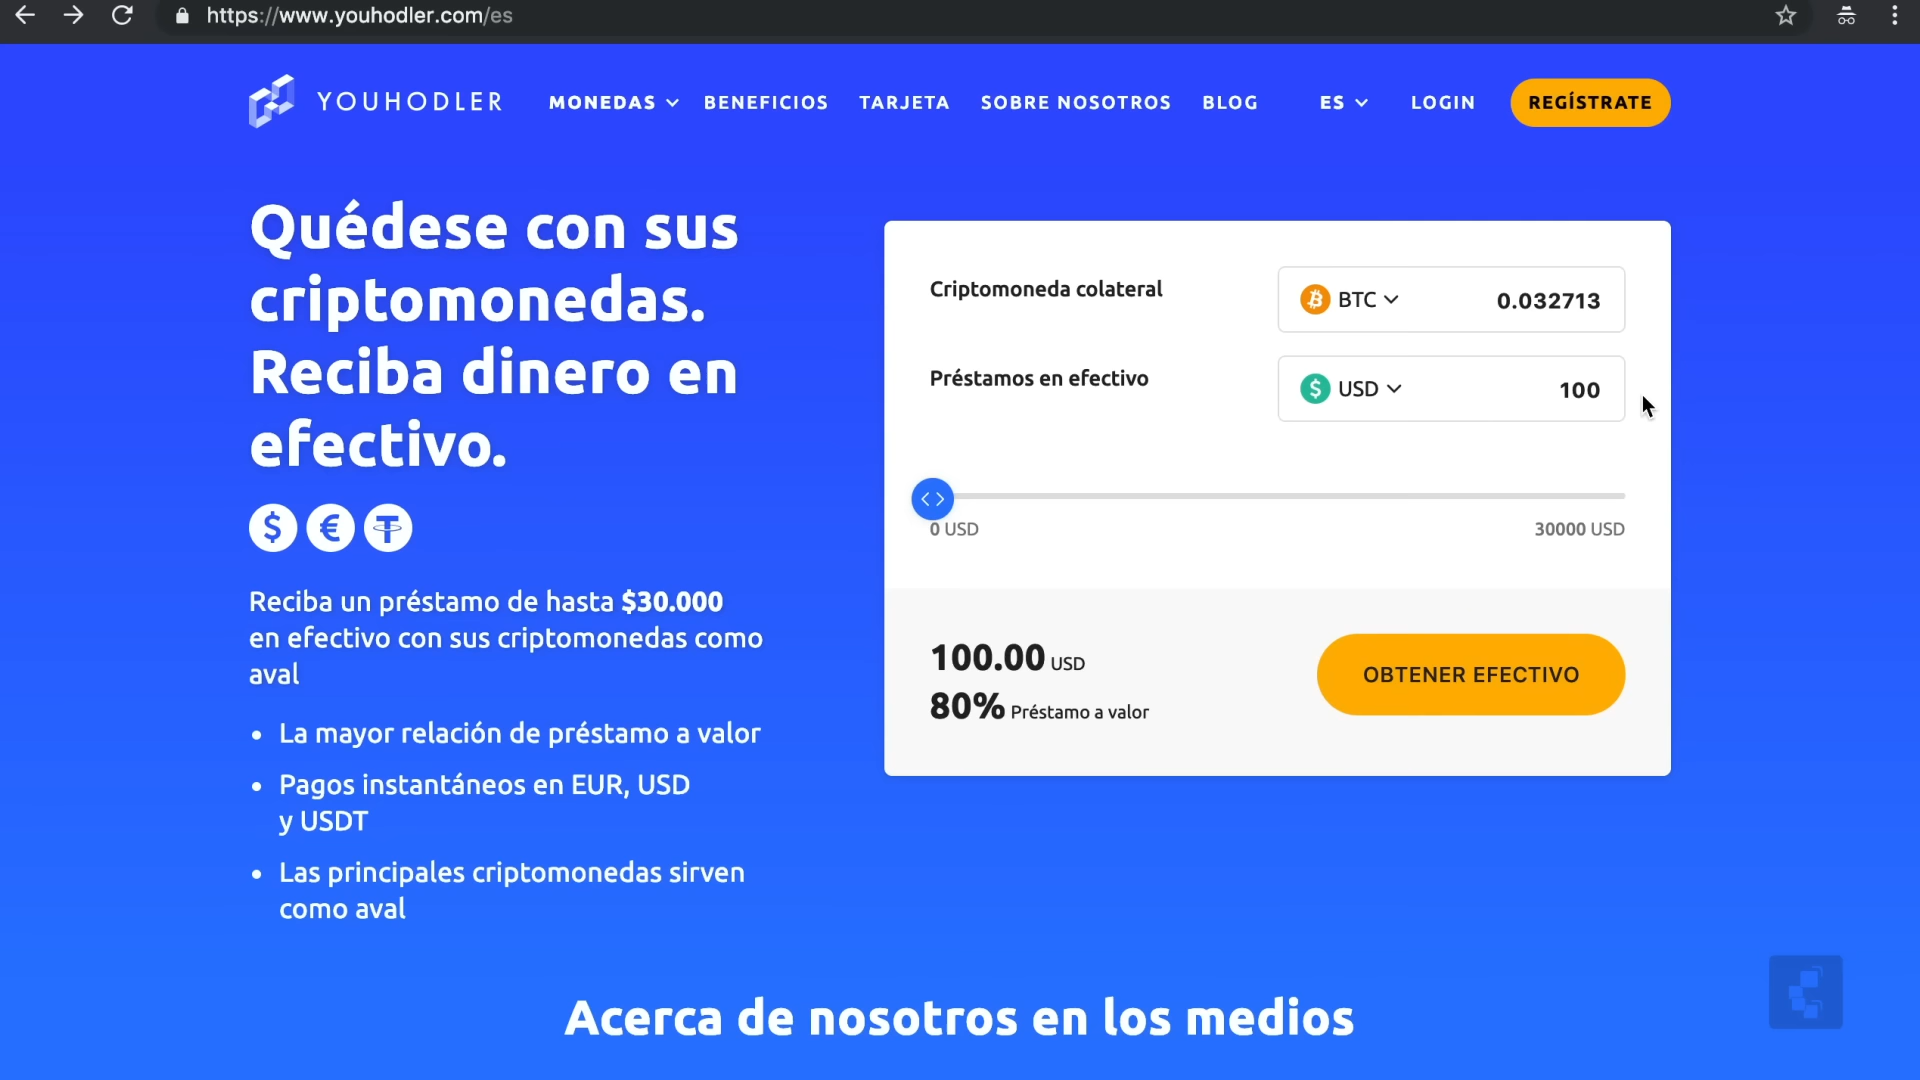 https://www.youhodler.com/es
YOUHODLER
MONEDAS
BENEFICIOS
TARJETA
SOBRE NOSOTROS
BLOG
ES
LOGIN
REGÍSTRATE
Quédese con sus
criptomonedas.
Reciba dinero en
efectivo.
Reciba un préstamo de hasta $30.000
en efectivo con sus criptomonedas como
aval
• La mayor relación de préstamo a valor
• Pagos instantáneos en EUR, USD
y USDT
• Las principales criptomonedas sirven
como aval
Criptomoneda colateral
BTC
0.032713
Préstamos en efectivo
USD
100
0 USD
30000 USD
100.00 USD
80% Préstamo a valor
OBTENER EFECTIVO
Acerca de nosotros en los medios